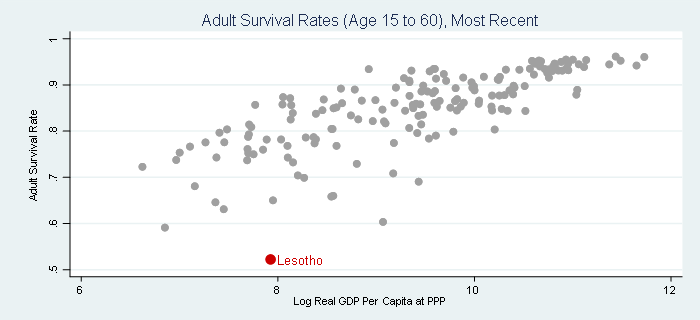 Adult Survival Rates (Age 15 to 60), Most Recent
Adult Survival Rate
1
.9
.8
.7
.6
.5
Lesotho
6
8
10
12
Log Real GDP Per Capita at PPP